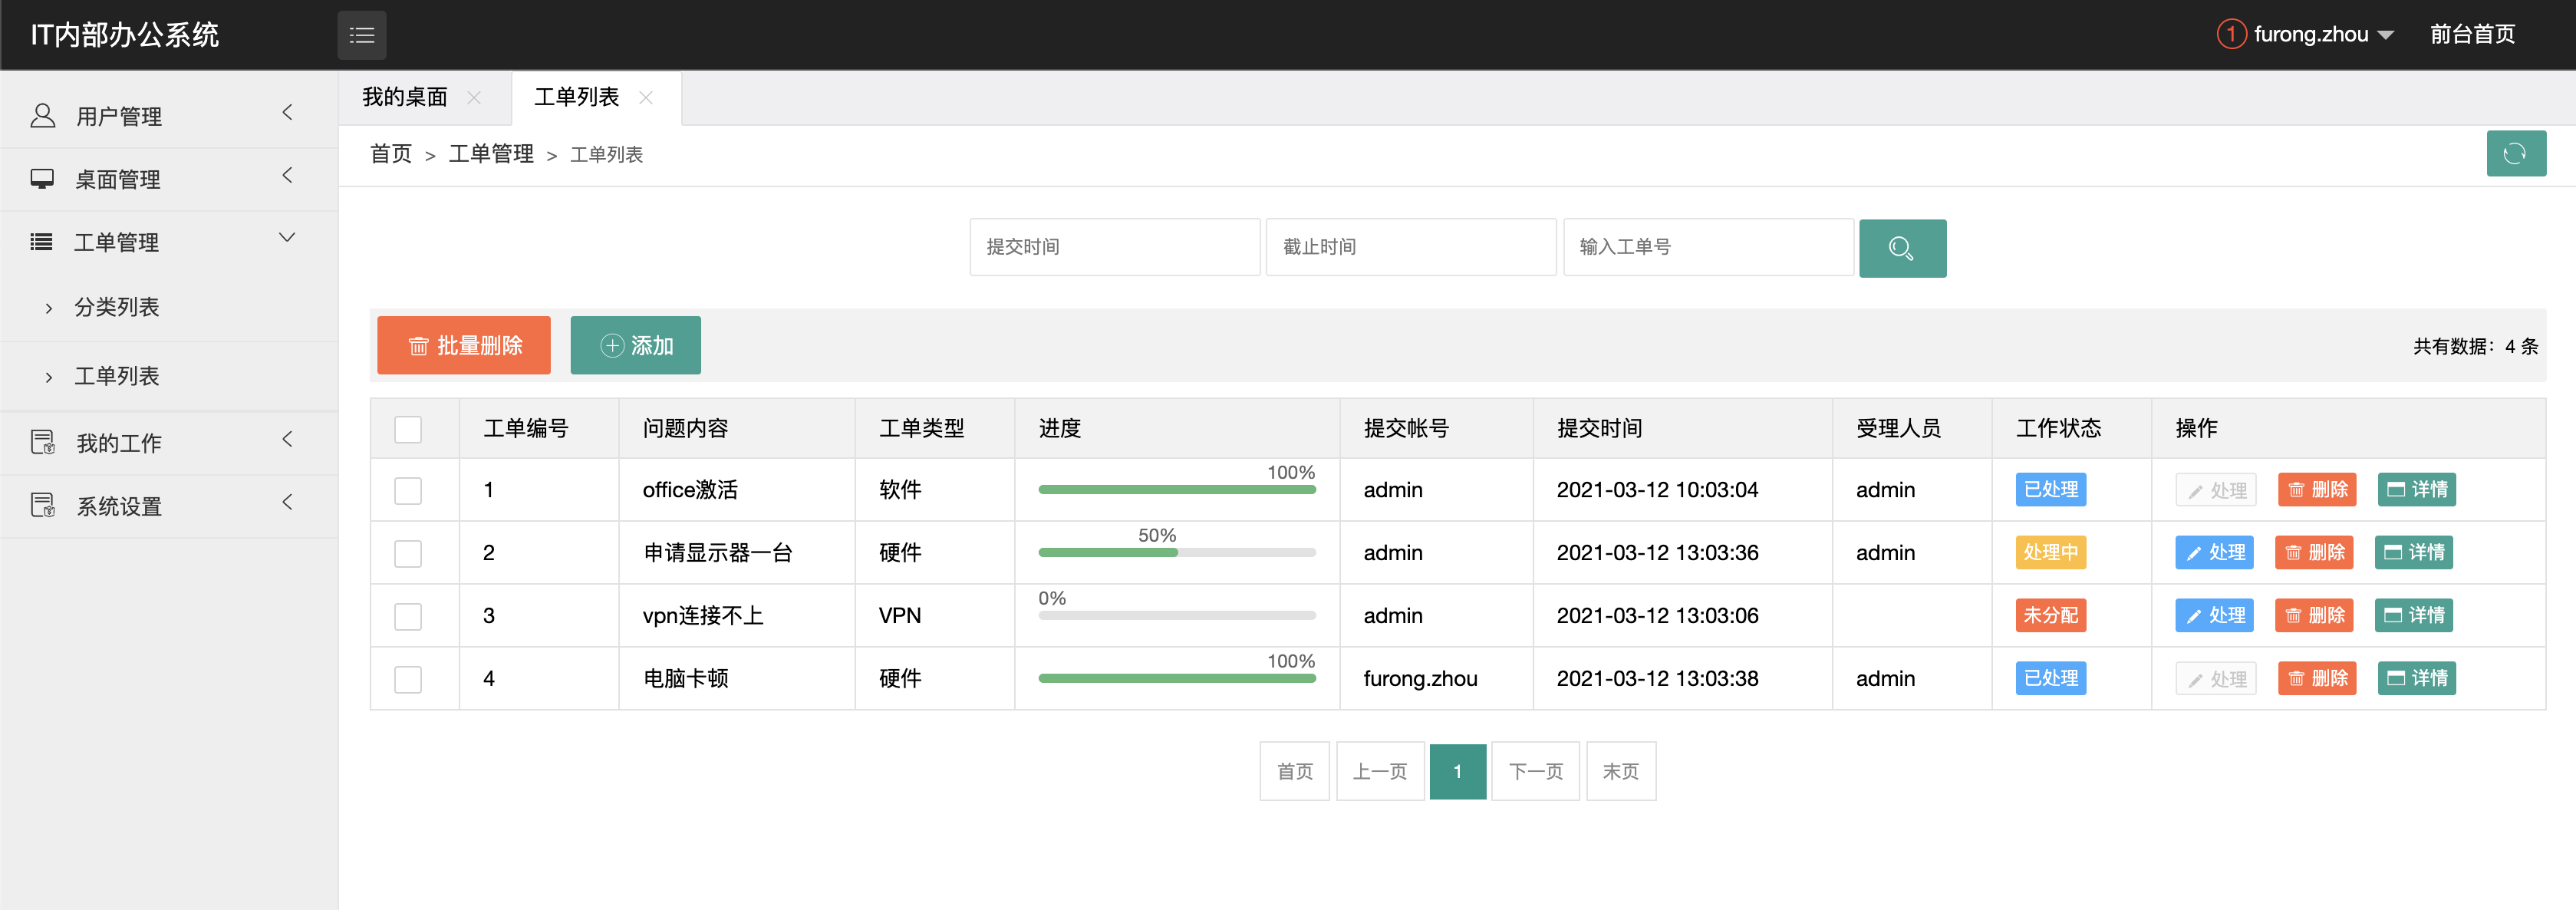 IT内部办公系统
1 furong.zhou 前台首页
用户管理
桌面管理
工单管理
分类列表
工单列表
我的工作
系统设置
我的桌面 工单列表
首页 > 工单管理 > 工单列表
提交时间 截止时间 输入工单号
批量删除 添加 共有数据：4 条
工单编号 问题内容 工单类型 进度 提交帐号 提交时间 受理人员 工作状态 操作
1 office激活 软件 100% admin 2021-03-12 10:03:04 admin 已处理 处理 删除 详情
2 申请显示器一台 硬件 50% admin 2021-03-12 13:03:36 admin 处理中 处理 删除 详情
3 vpn连接不上 VPN 0% admin 2021-03-12 13:03:06 未分配 处理 删除 详情
4 电脑卡顿 硬件 100% furong.zhou 2021-03-12 13:03:38 admin 已处理 处理 删除 详情
首页 上一页 1 下一页 末页